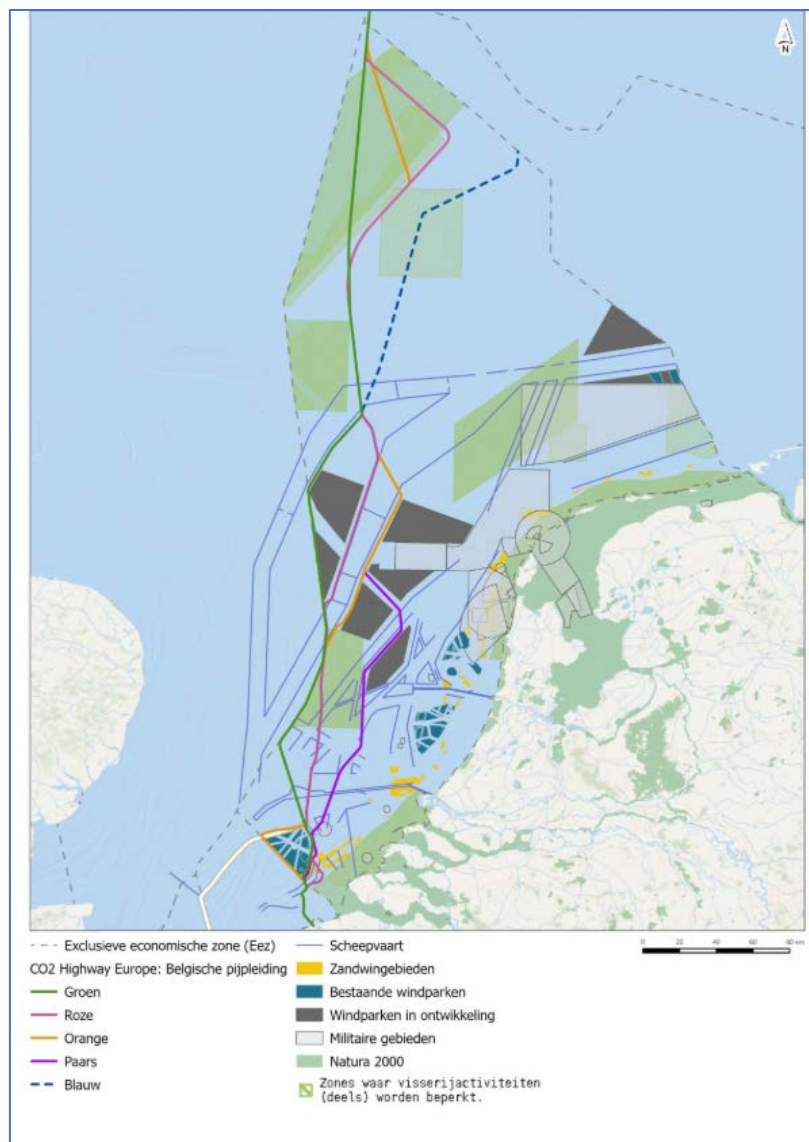 N
0 20 40 60 80 km
- - Exclusieve economische zone (Eez)
CO2 Highway Europe: Belgische pijpleiding
Groen
Roze
Orange
Paars
Blauw
Scheepvaart
Zandwingebieden
Bestaande windparken
Windparken in ontwikkeling
Militaire gebieden
Natura 2000
Zones waar visserijactiviteiten
(deels) worden beperkt.